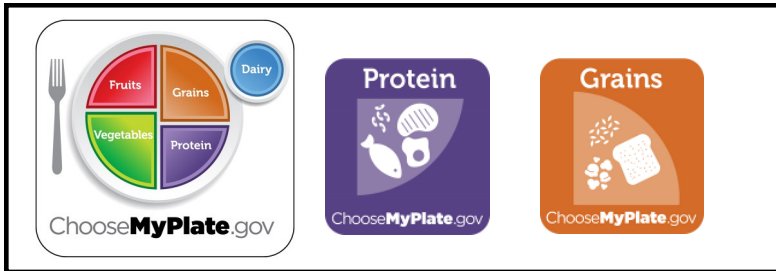 Dairy
Fruits
Grains
Vegetables
Protein
ChooseMyPlate.gov
Protein
ChooseMyPlate.gov
Grains
ChooseMyPlate.gov